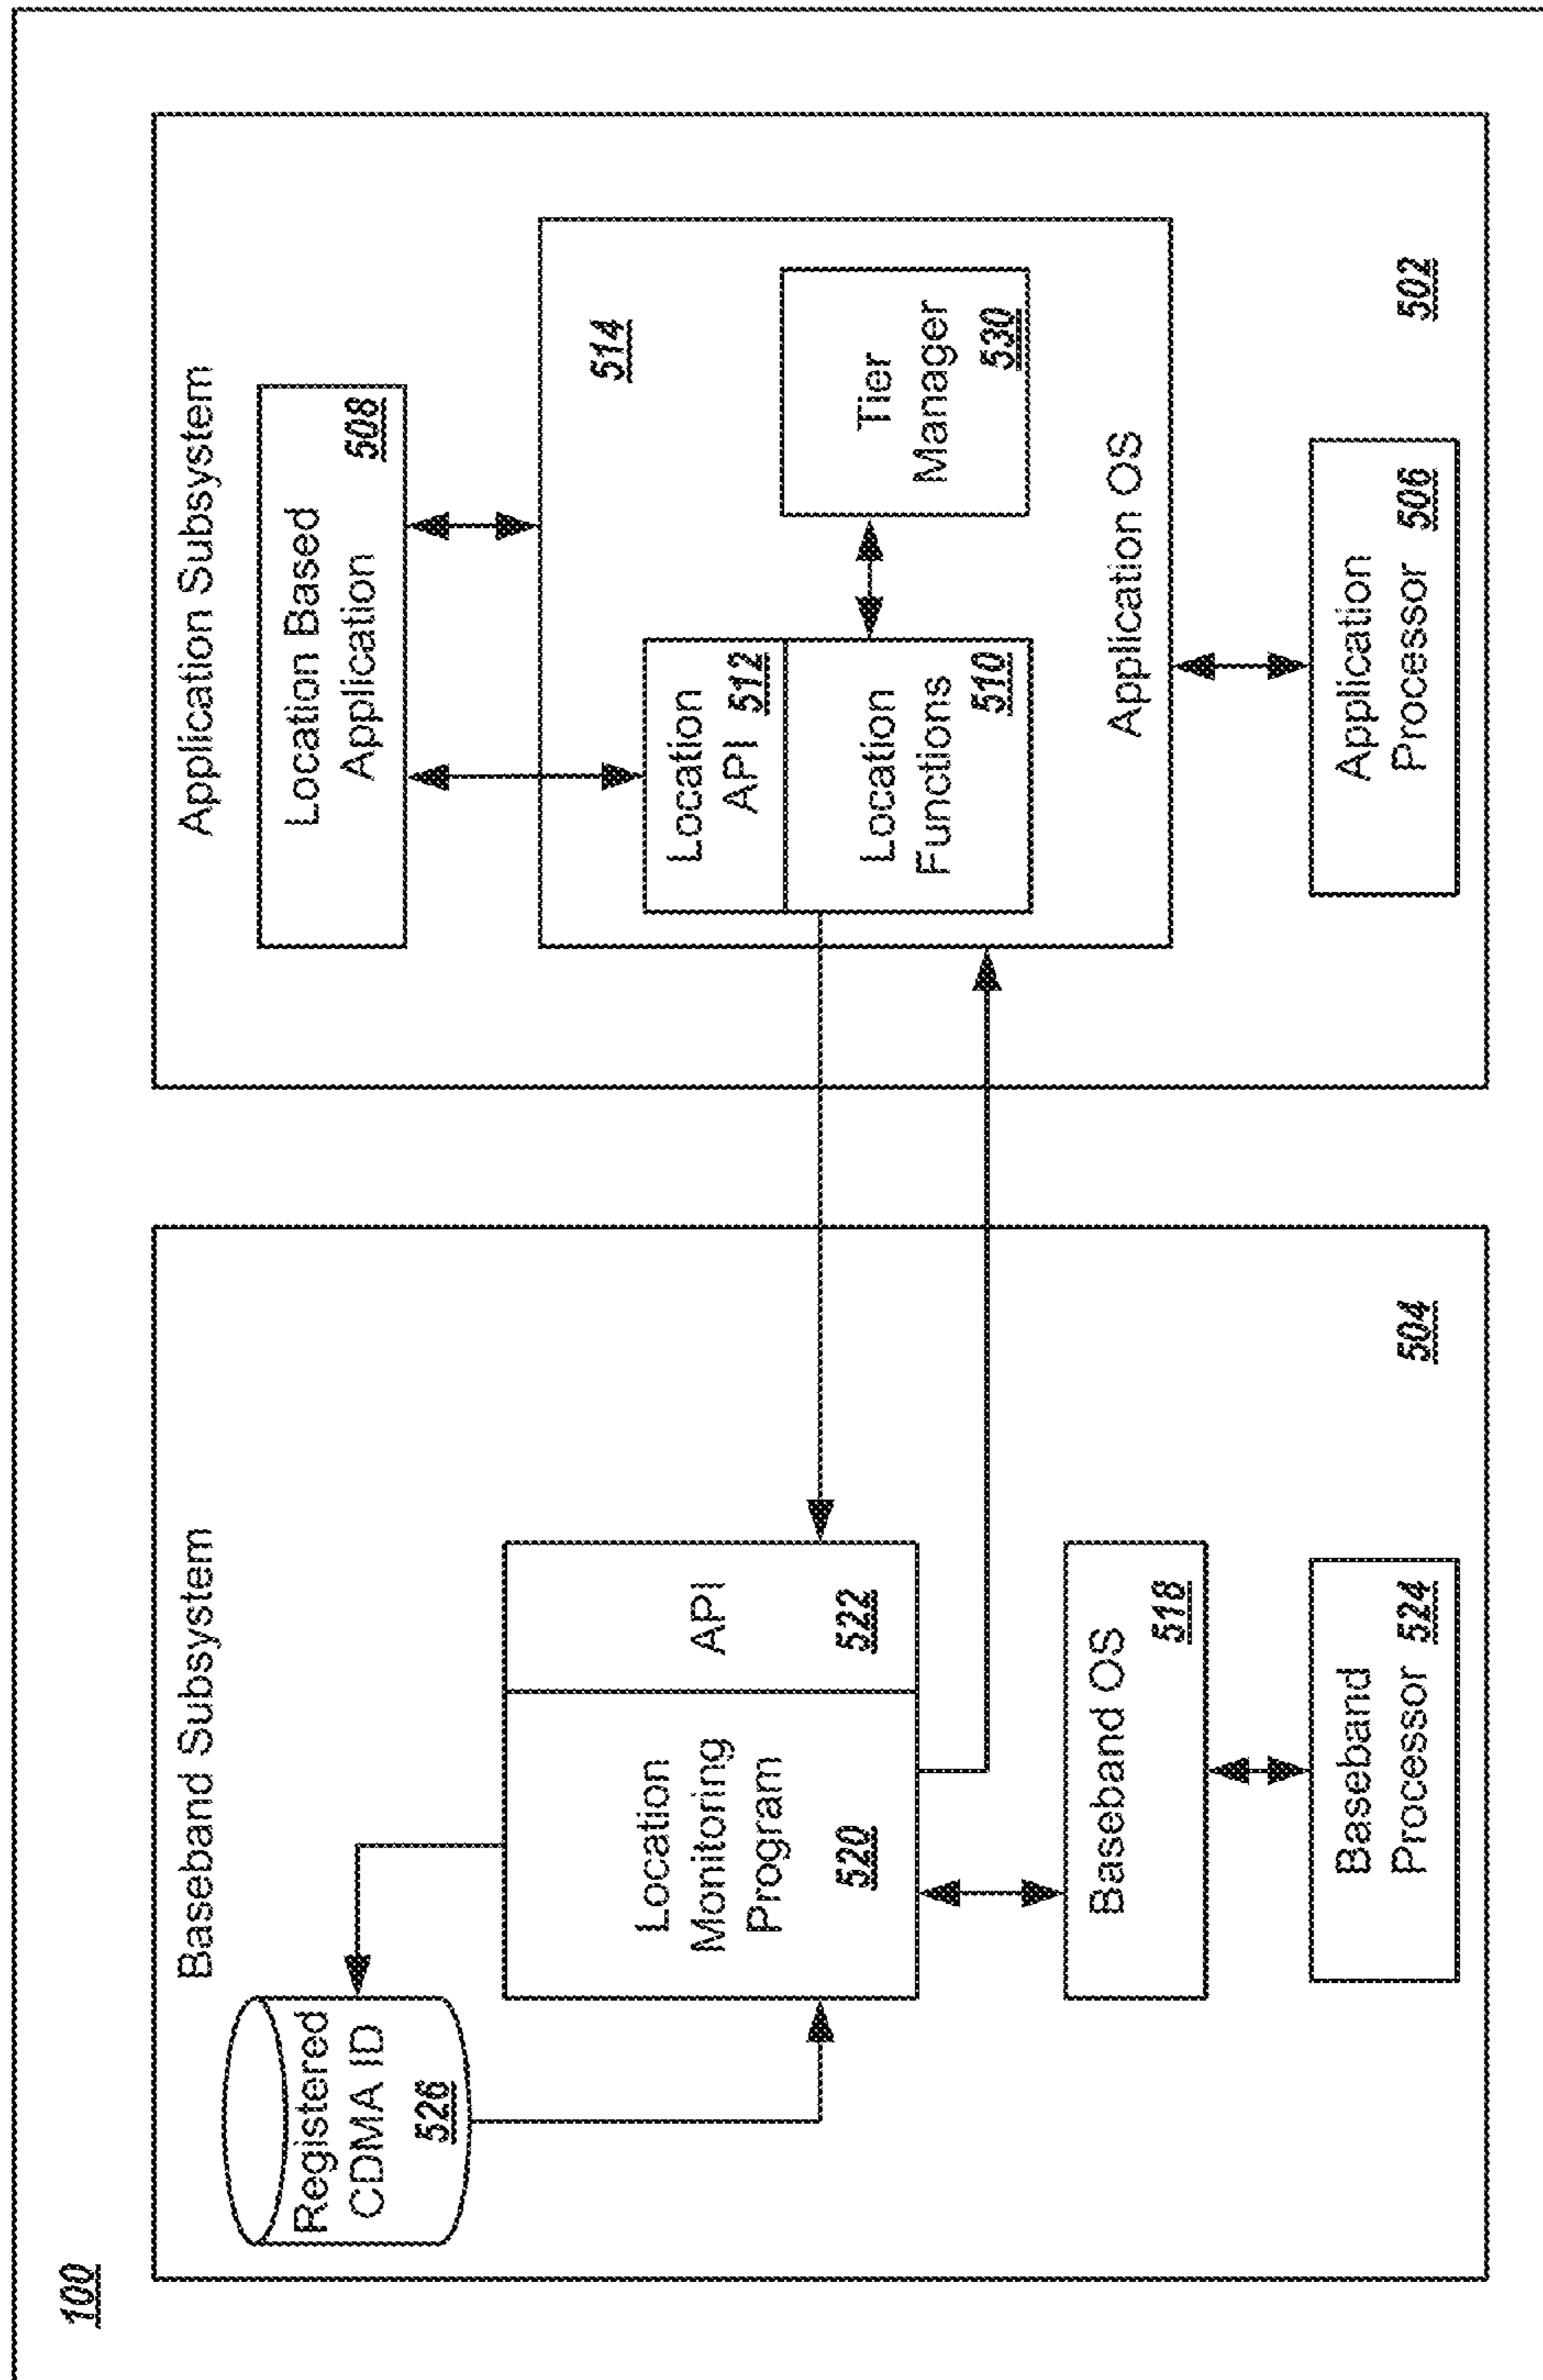 100
Baseband Subsystem
Registered
CDMA ID
526
Location
Monitoring
Program
520
API
522
Baseband OS
518
Baseband
Processor 524
504
Application Subsystem
Location Based
Application
508
514
Location
API 512
Location
Functions
510
Tier
Manager
530
Application OS
Application
Processor 506
502